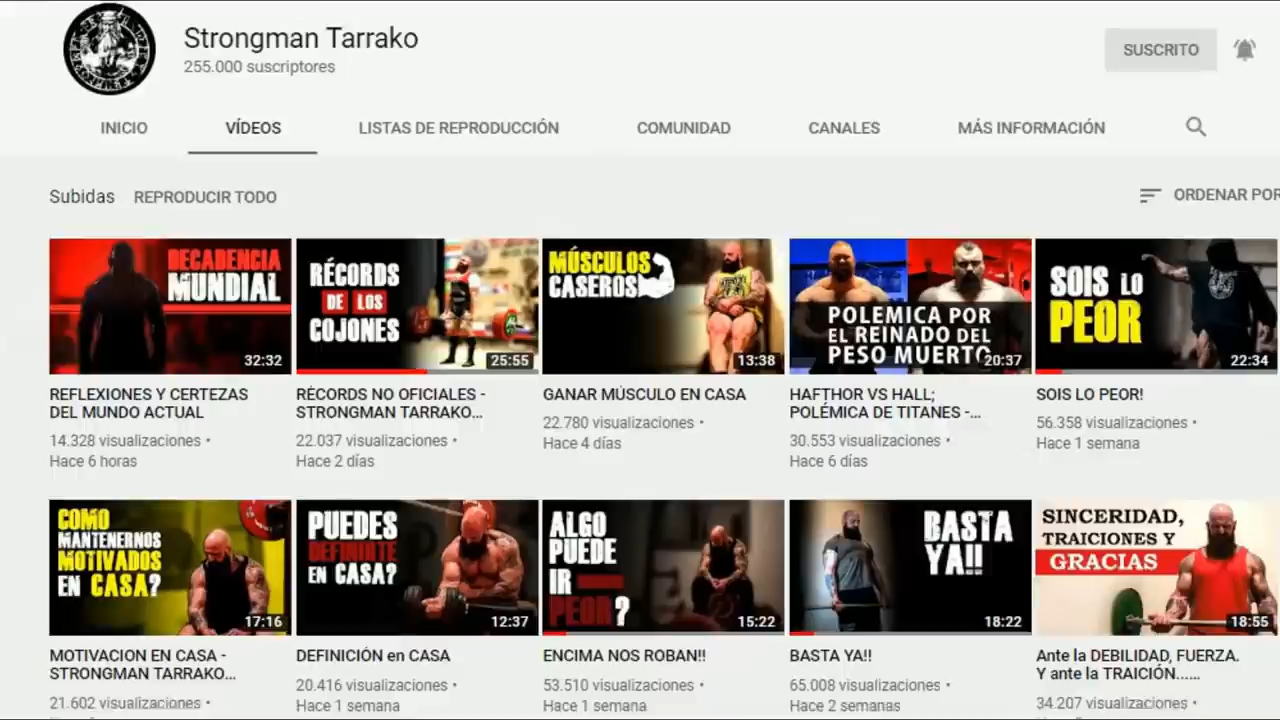 Strongman Tarrako
255.000 suscriptores
SUSCRITO
INICIO
VÍDEOS
LISTAS DE REPRODUCCIÓN
COMUNIDAD
CANALES
MÁS INFORMACIÓN
Subidas
REPRODUCIR TODO
ORDENAR POR
DECADENCIA
MUNDIAL
32:32
RÉCORDS
DE LOS
COJONES
25:55
MÚSCULOS
CASEROS
13:38
POLEMICA POR
EL REINADO DEL
PESO MUERTO
20:37
SOIS LO
PEOR
22:34
REFLEXIONES Y CERTEZAS
DEL MUNDO ACTUAL
14.328 visualizaciones •
Hace 6 horas
RÉCORDS NO OFICIALES -
STRONGMAN TARRAKO...
22.037 visualizaciones •
Hace 2 días
GANAR MÚSCULO EN CASA
22.780 visualizaciones •
Hace 4 días
HAFTHOR VS HALL;
POLÉMICA DE TITANES -...
30.553 visualizaciones •
Hace 6 días
SOIS LO PEOR!
56.358 visualizaciones •
Hace 1 semana
COMO
MANTENERNOS
MOTIVADOS
EN CASA?
17:16
PUEDES
DEFINIRTE
EN CASA?
12:37
ALGO
PUEDE
IR
PEOR?
15:22
BASTA
YA!!
18:22
SINCERIDAD,
TRAICIONES Y
GRACIAS
18:55
MOTIVACION EN CASA -
STRONGMAN TARRAKO...
21.602 visualizaciones •
DEFINICIÓN en CASA
20.416 visualizaciones •
Hace 1 semana
ENCIMA NOS ROBAN!!
53.510 visualizaciones •
Hace 1 semana
BASTA YA!!
65.008 visualizaciones •
Hace 2 semanas
Ante la DEBILIDAD, FUERZA.
Y ante la TRAICIÓN......
34.207 visualizaciones •